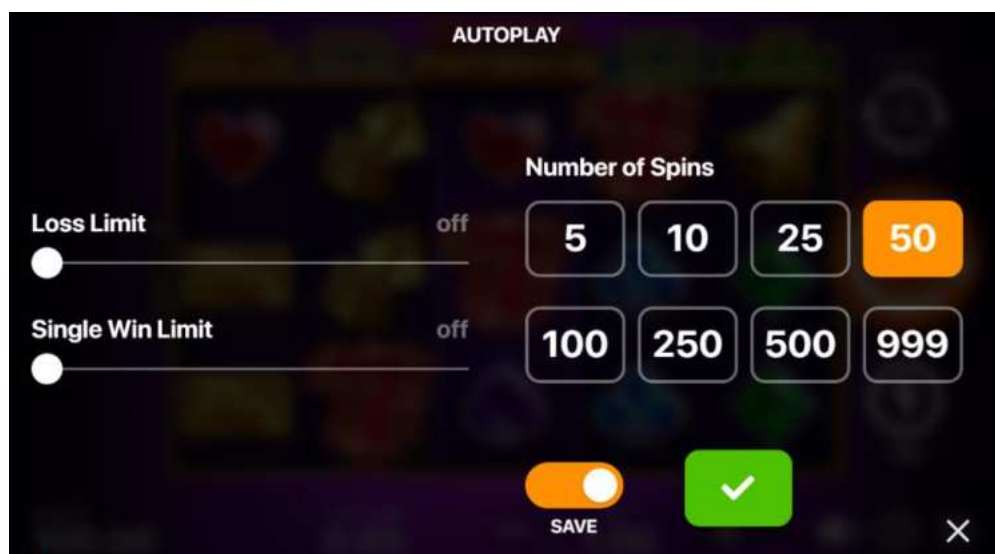 AUTOPLAY
Loss Limit off
Single Win Limit off
Number of Spins
5 10 25 50
100 250 500 999
SAVE